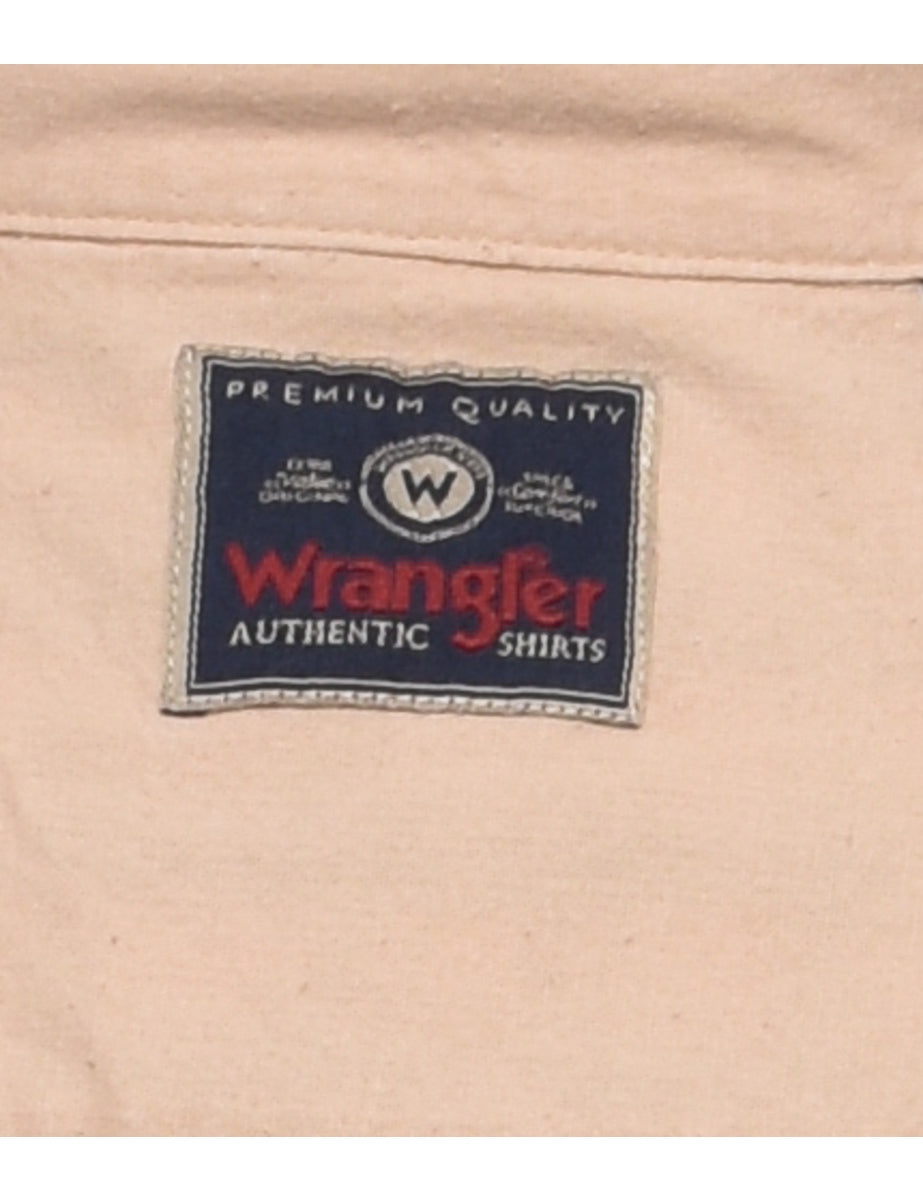 PREMIUM QUALITY
W
Wrangler
AUTHENTIC SHIRTS